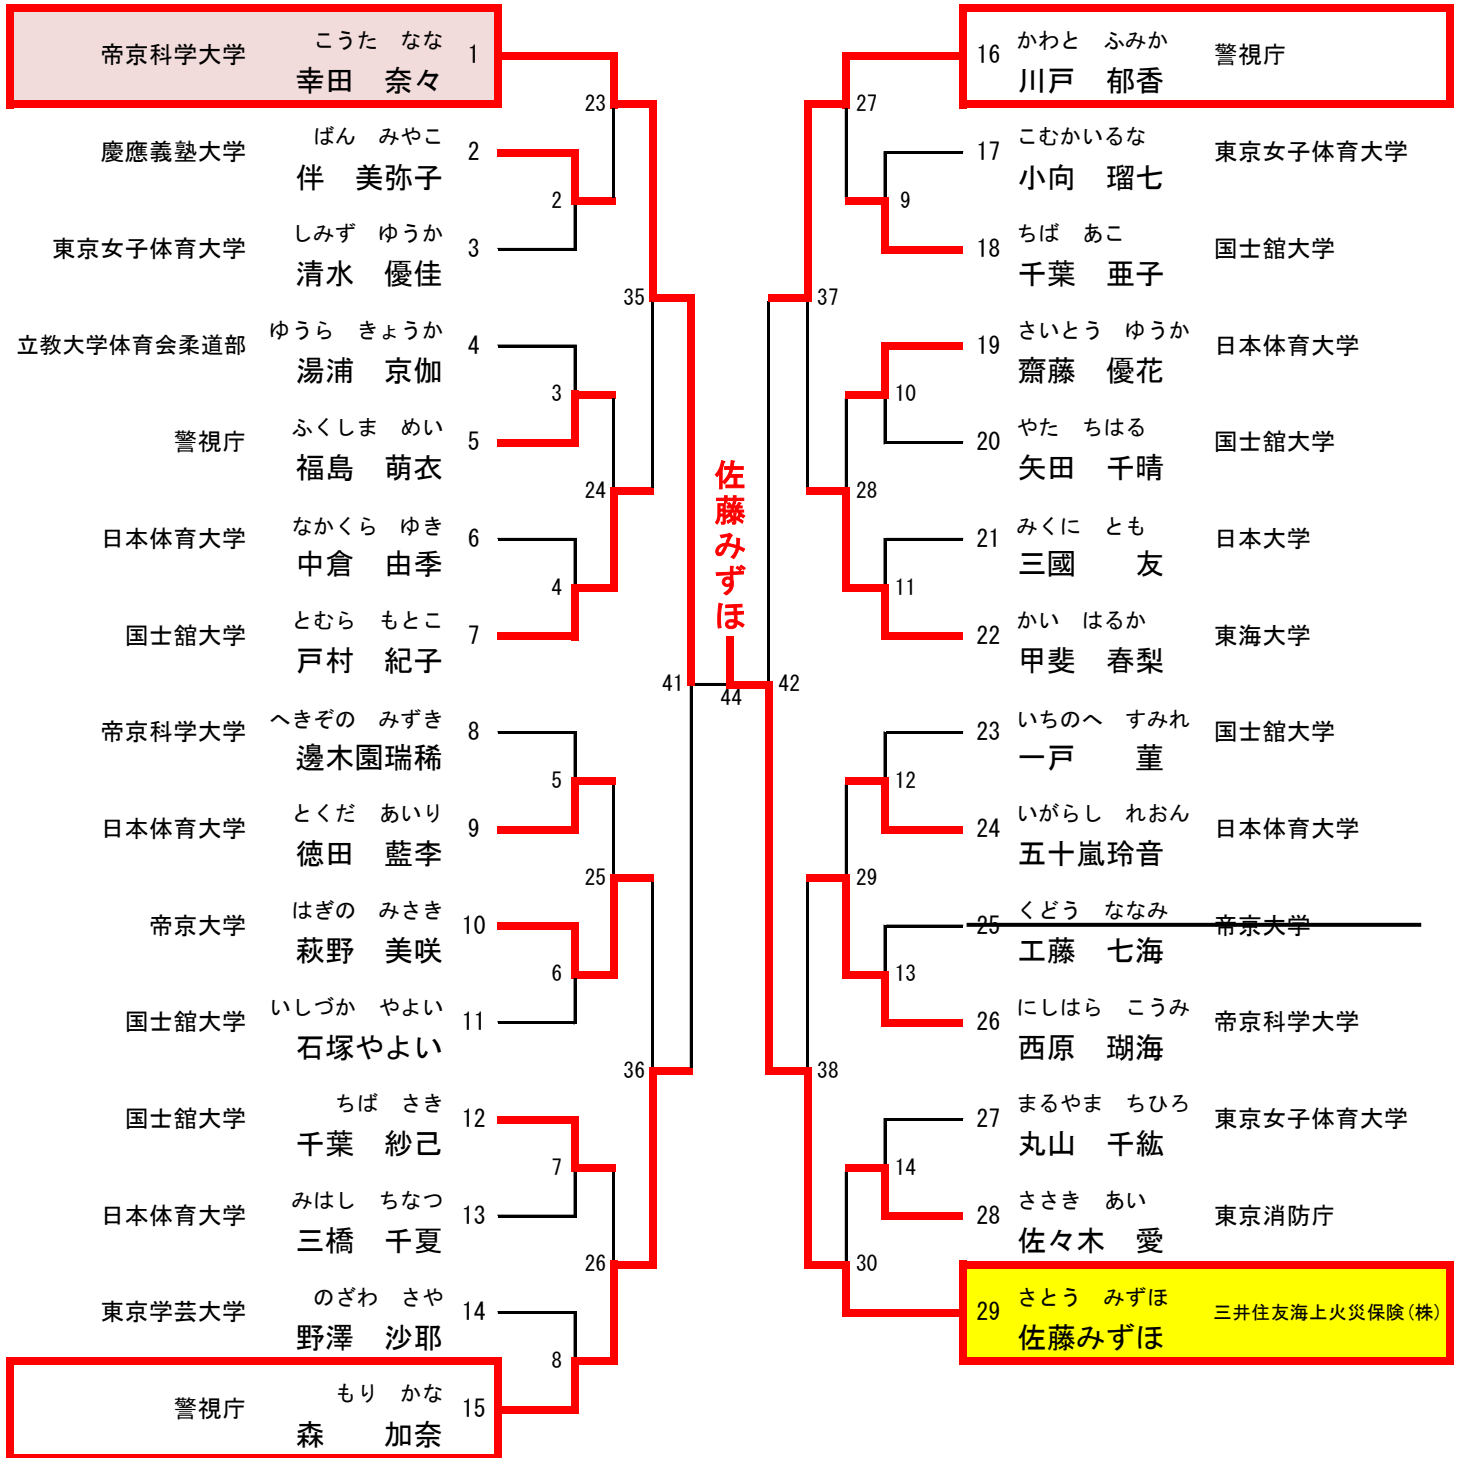 帝京科学大学 こうた なな 1
幸田 奈々
慶應義塾大学 ばん みやこ 2
伴 美弥子
東京女子体育大学 しみず ゆうか 3
清水 優佳
立教大学体育会柔道部 ゆうら きょうか 4
湯浦 京伽
警視庁 ふくしま めい 5
福島 萌衣
日本体育大学 なかくら ゆき 6
中倉 由季
国士舘大学 とむら もとこ 7
戸村 紀子
帝京科学大学 へきぞの みずき 8
邊木園瑞稀
日本体育大学 とくだ あいり 9
徳田 藍李
帝京大学 はぎの みさき 10
萩野 美咲
国士舘大学 いしづか やよい 11
石塚やよい
国士舘大学 ちば さき 12
千葉 紗己
日本体育大学 みはし ちなつ 13
三橋 千夏
東京学芸大学 のざわ さや 14
野澤 沙耶
警視庁 もり かな 15
森 加奈
23
2
35
3
24
4
41
5
25
6
36
7
26
8
佐藤みずほ
44
27
9
37
10
28
11
42
12
29
13
38
14
30
16 かわと ふみか 警視庁
川戸 郁香
17 こむかいるな 東京女子体育大学
小向 瑠七
18 ちば あこ 国士舘大学
千葉 亜子
19 さいとう ゆうか 日本体育大学
齋藤 優花
20 やた ちはる 国士舘大学
矢田 千晴
21 みくに とも 日本大学
三國 友
22 かい はるか 東海大学
甲斐 春梨
23 いちのへ すみれ 国士舘大学
一戸 菫
24 いがらし れおん 日本体育大学
五十嵐玲音
25 くどう ななみ 帝京大学
工藤 七海
26 にしはら こうみ 帝京科学大学
西原 瑚海
27 まるやま ちひろ 東京女子体育大学
丸山 千紘
28 ささき あい 東京消防庁
佐々木 愛
29 さとう みずほ 三井住友海上火災保険(株)
佐藤みずほ